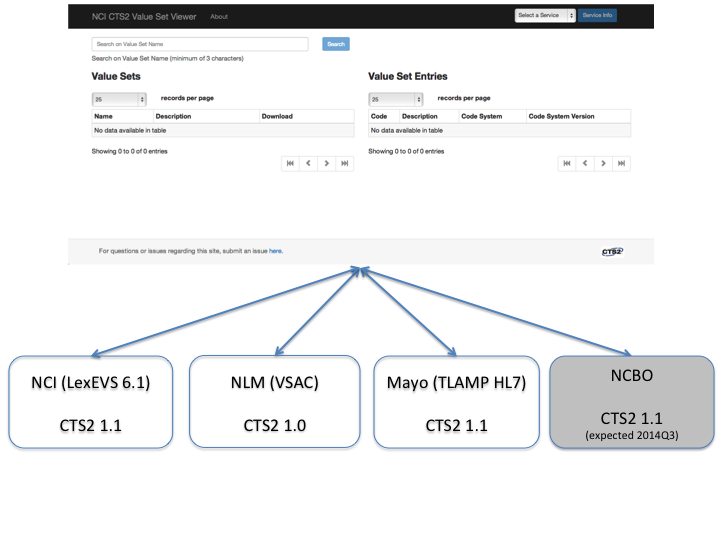 NCI CTS2 Value Set Viewer About Select a Service Service Info
Search on Value Set Name Search
Search on Value Set Name (minimum of 3 characters)
Value Sets
25 records per page
Name Description Download
No data available in table
Showing 0 to 0 of 0 entries
Value Set Entries
25 records per page
Code Description Code System Code System Version
No data available in table
Showing 0 to 0 of 0 entries
For questions or issues regarding this site, submit an issue here.
CTS2
NCI (LexEVS 6.1)
CTS2 1.1
NLM (VSAC)
CTS2 1.0
Mayo (TLAMP HL7)
CTS2 1.1
NCBO
CTS2 1.1
(expected 2014Q3)